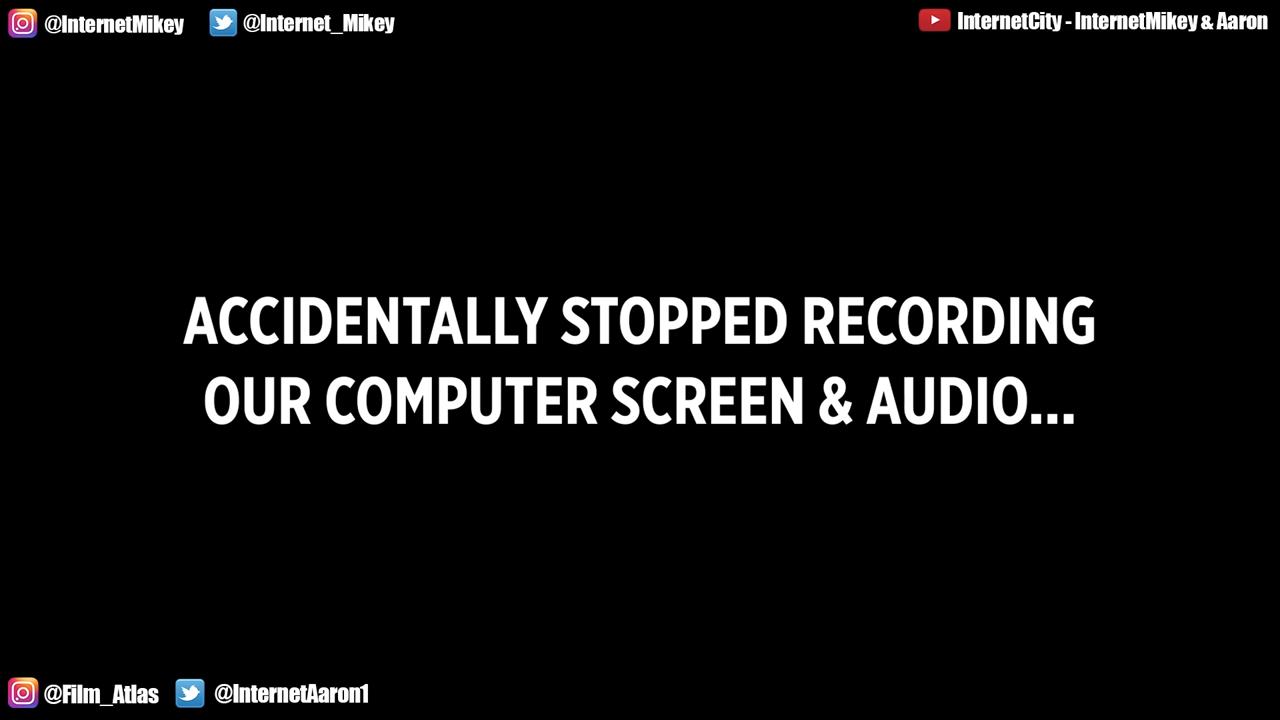 @InternetMikey @Internet_Mikey InternetCity - InternetMikey & Aaron
ACCIDENTALLY STOPPED RECORDING
OUR COMPUTER SCREEN & AUDIO...
@Film_Atlas @InternetAaron1